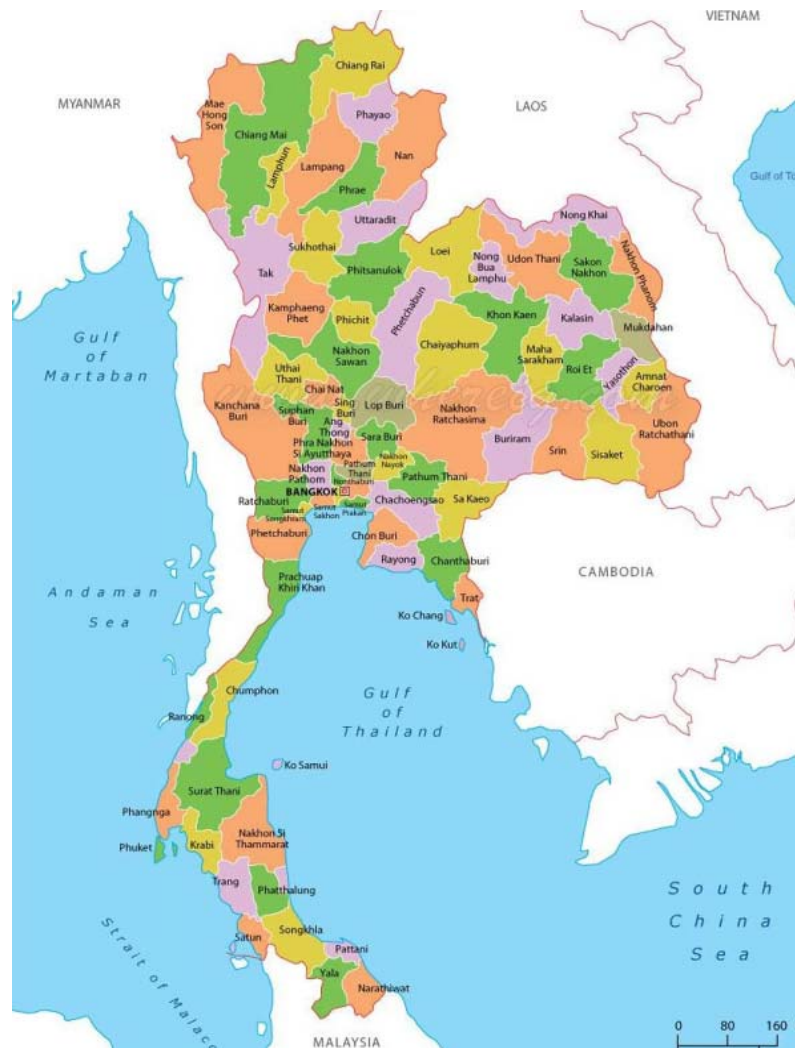 VIETNAM
Chiang Rai
MYANMAR
Mae
Hong
Son
LAOS
Phayao
Chiang Mai
Nan
Lamphun
Lampang
Gulf of To
Phrae
Uttaradit
Nong Khai
Sukhothai
Loei
Nong
Bua
Lamphu
Udon Thani
Sakon
Nakhon
Nakhon Phanom
Tak
Phitsanulok
Phetchabun
Kamphaeng
Phet
Phichit
Khon Kaen
Kalasin
Mukdahan
Gulf
of
Martaban
Nakhon
Sawan
Chaiyaphum
Maha
Sarakham
Roi Et
Yasothon
Amnat
Charoen
Uthai
Thani
Chai Nat
Kanchana
Buri
Suphan
Buri
Sing
Buri
Lop Buri
Nakhon
Ratchasima
Buriram
Srin
Sisaket
Ubon
Ratchathani
Ang
Thong
Sara Buri
Phra Nakhon
Si Ayutthaya
Nakhon
Nayok
Nakhon
Pathom
Pathum
Thani
Nonthaburi
Pathum Thani
BANGKOK
Ratchaburi
Chachoengsao
Sa Kaeo
Samut
Songkhram
Samut
Sakhon
Samut
Prakan
Phetchaburi
Chon Buri
Rayong
Chanthaburi
CAMBODIA
Prachuap
Khiri Khan
Trat
Andaman
Sea
Ko Chang
Ko Kut
Chumphon
Gulf
of
Thailand
Ranong
Ko Samui
Surat Thani
Phangnga
Phuket
Krabi
Nakhon Si
Thammarat
Trang
Phatthalung
South
China
Sea
Strait of Malacc
Satun
Songkhla
Pattani
Yala
Narathiwat
MALAYSIA
0 80 160